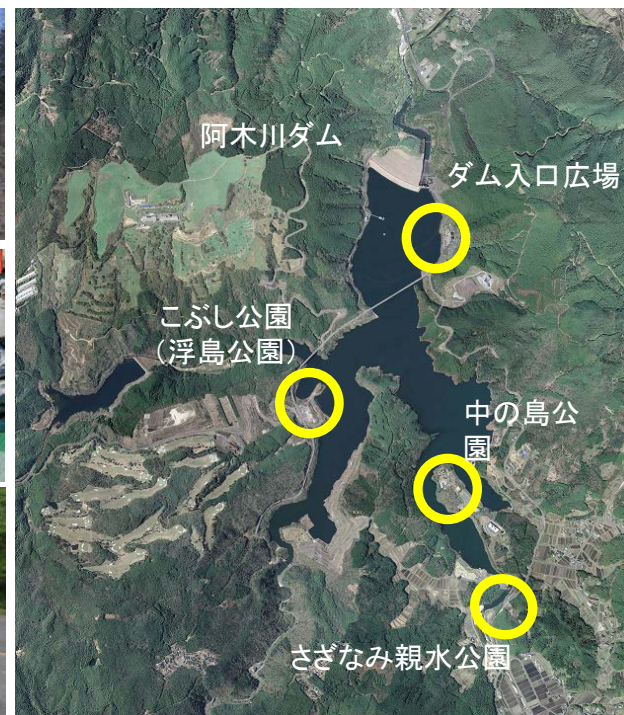 阿木川ダム
ダム入口広場
こぶし公園
(浮島公園)
中の島公
園
さざなみ親水公園